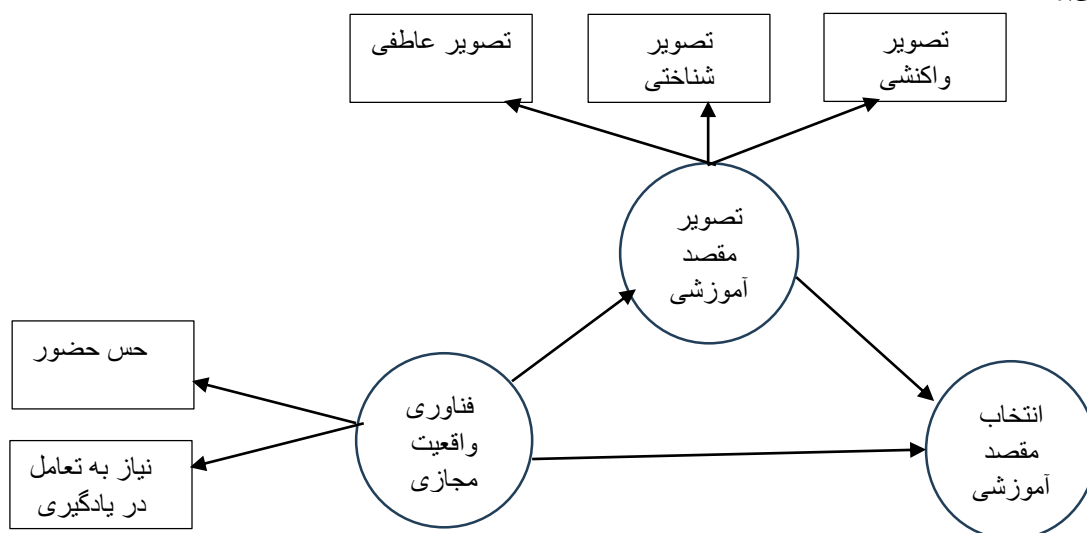 تصویر
واکنشی
تصویر
شناختی
تصویر عاطفی
تصویر
مقصد
آموزشی
حس حضور
فناوری
واقعیت
مجازی
انتخاب
مقصد
آموزشی
نیاز به تعامل
در یادگیری